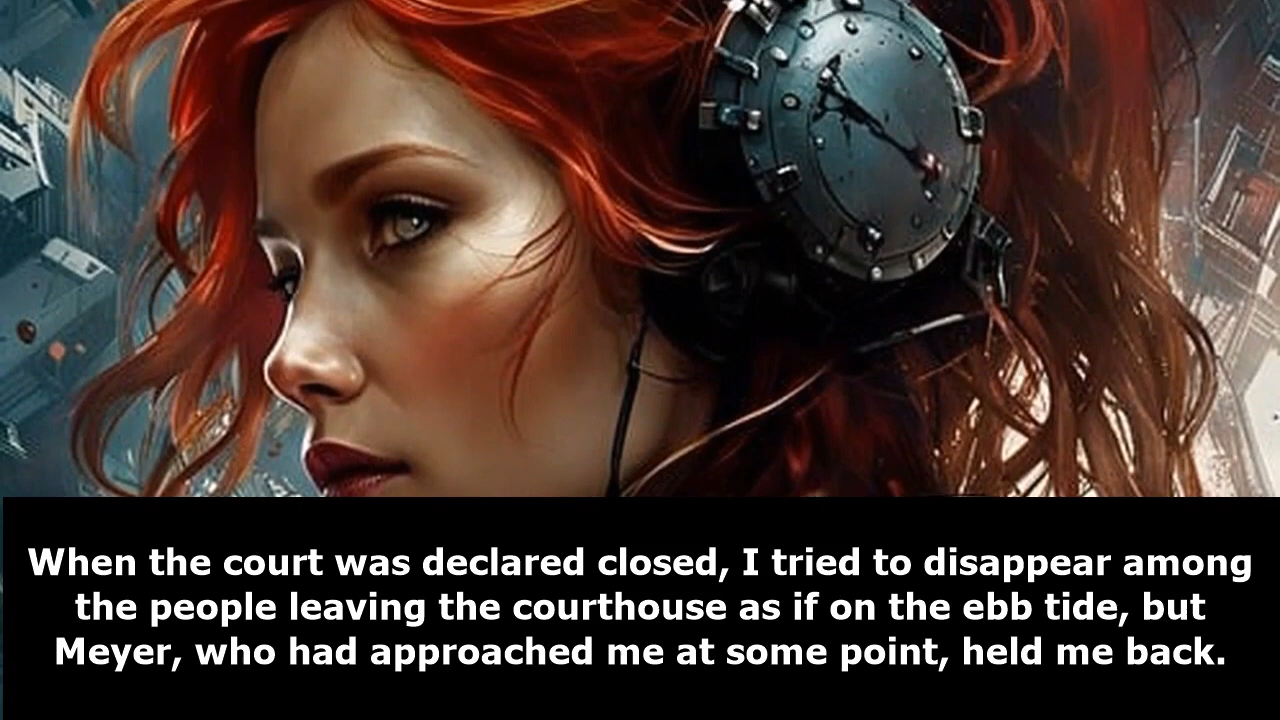 When the court was declared closed, I tried to disappear among
the people leaving the courthouse as if on the ebb tide, but
Meyer, who had approached me at some point, held me back.